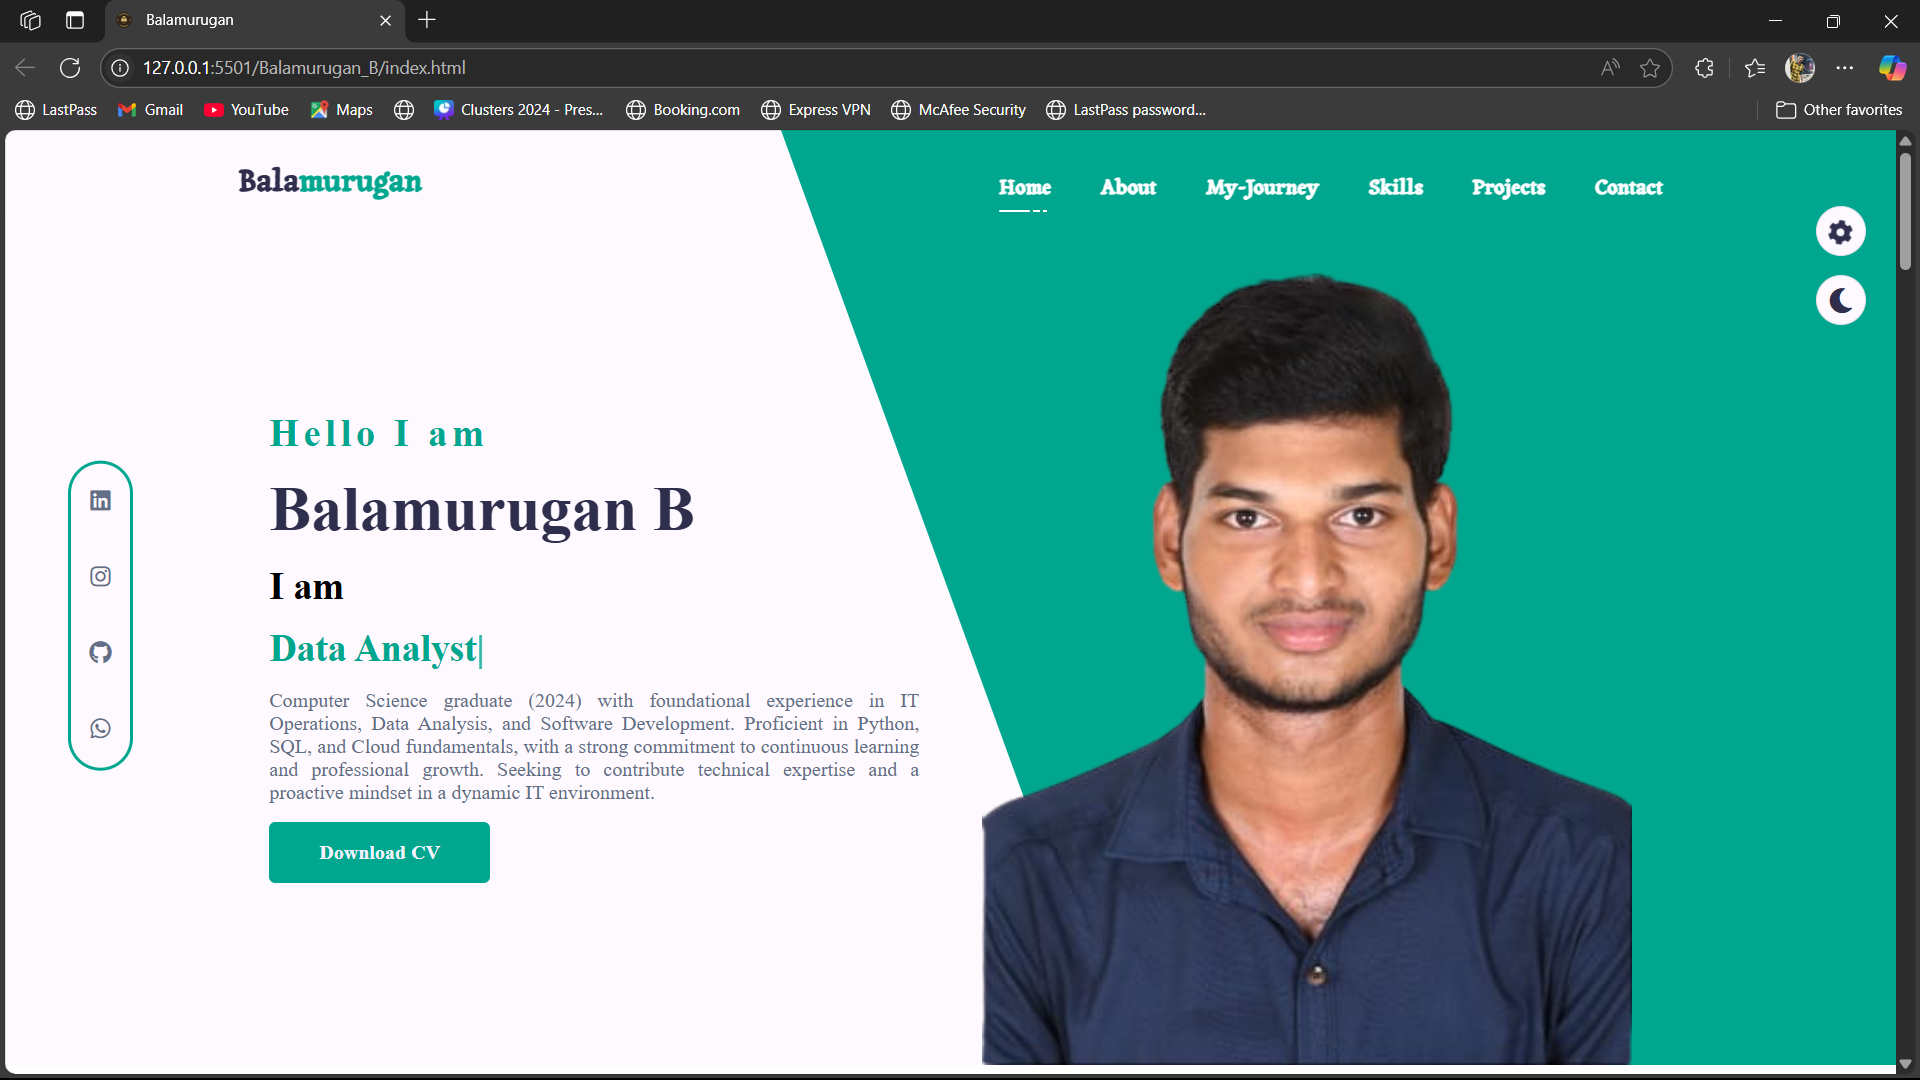 Balamurugan
127.0.0.1:5501/Balamurugan_B/index.html
LastPass
Gmail
YouTube
Maps
Clusters 2024 - Pres...
Booking.com
Express VPN
McAfee Security
LastPass password...
Other favorites
Balamurugan
Home
About
My-Journey
Skills
Projects
Contact
Hello I am
Balamurugan B
I am
Data Analyst|
Computer Science graduate (2024) with foundational experience in IT
Operations, Data Analysis, and Software Development. Proficient in Python,
SQL, and Cloud fundamentals, with a strong commitment to continuous learning
and professional growth. Seeking to contribute technical expertise and a
proactive mindset in a dynamic IT environment.
Download CV